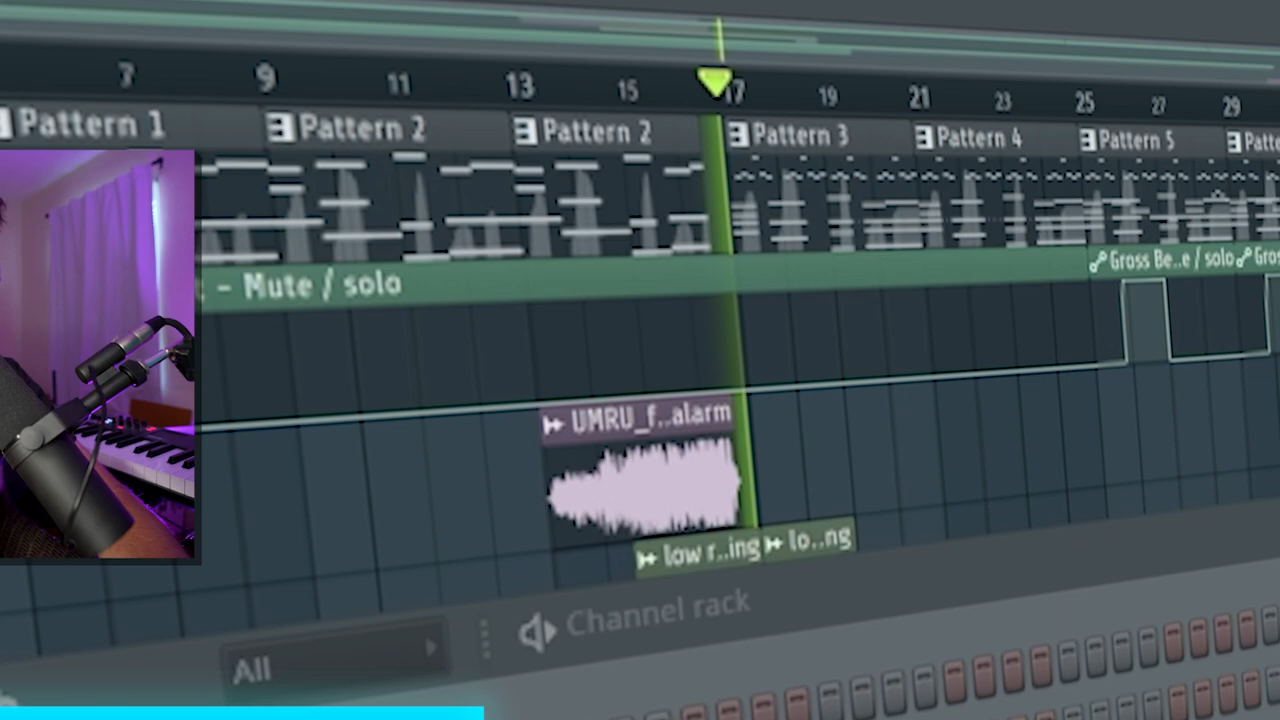 7 9 11 13 15 17 19 21 23 25 27 29
Pattern 1 Pattern 2 Pattern 2 Pattern 3 Pattern 4 Pattern 5
- Mute / solo
Gross Be..e / solo
UMRU_f..alarm
low r..ing lo..ng
Channel rack
All